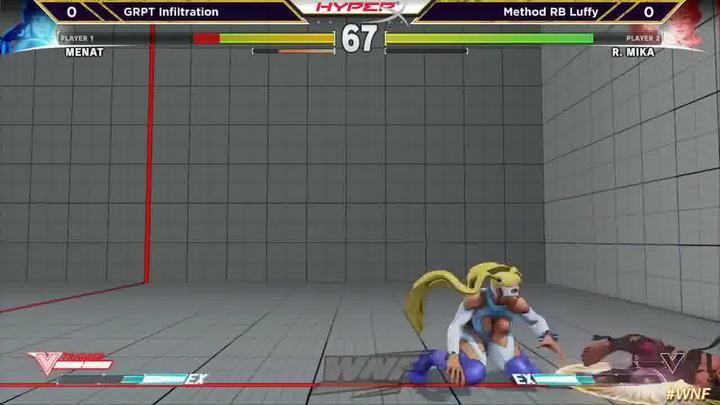 0 GRPT Infiltration HYPER Method RB Luffy 0
PLAYER 1 67 PLAYER 2
MENAT R. MIKA
V TRIGGER V
EX WNF EX
#WNF